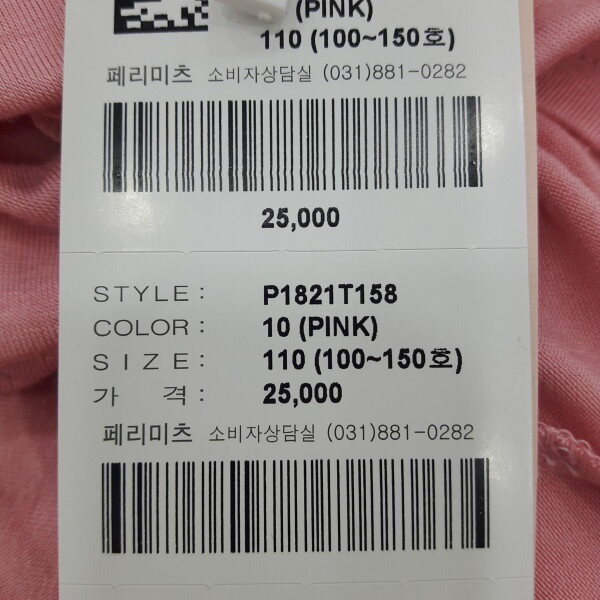 (PINK)
110 (100~150호)
페리미츠 소비자상담실 (031)881-0282
25,000
STYLE : P1821T158
COLOR : 10 (PINK)
SIZE : 110 (100~150호)
가 격 : 25,000
페리미츠 소비자상담실 (031)881-0282